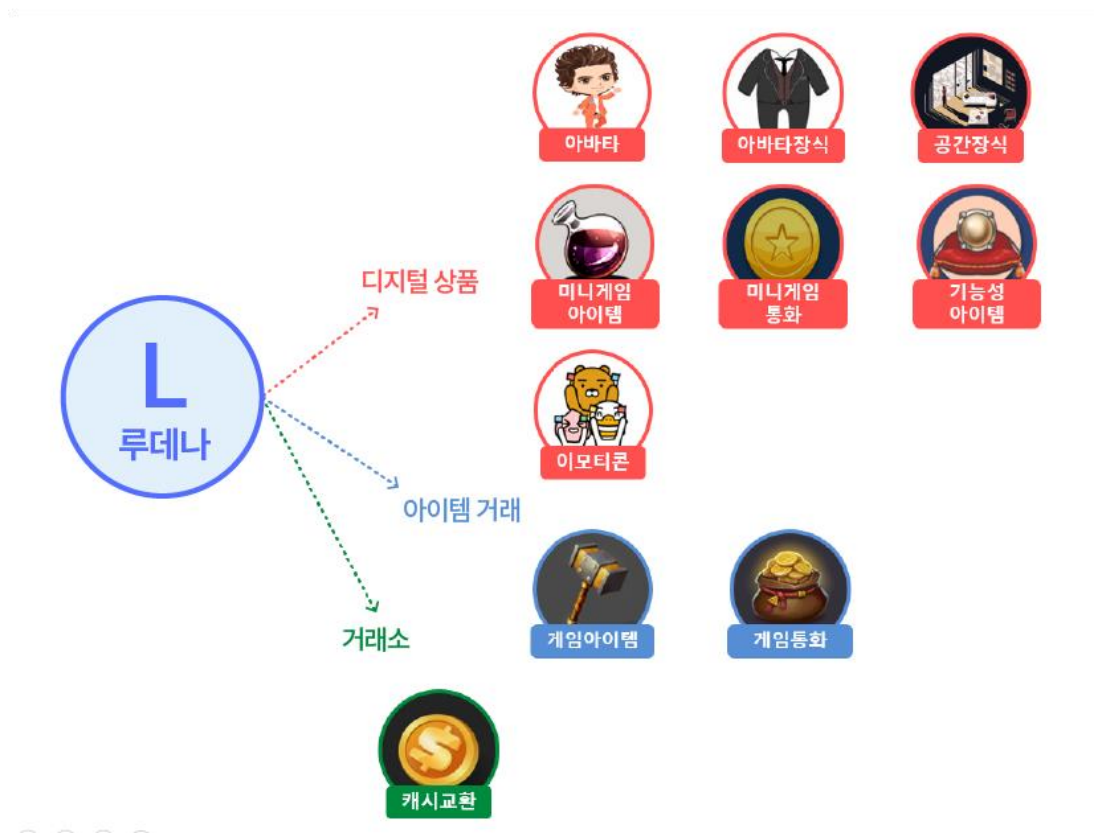 아바타
아바타장식
공간장식
미니게임
아이템
미니게임
통화
기능성
아이템
디지털 상품
L
루데나
이모티콘
아이템 거래
게임아이템
게임통화
거래소
캐시교환